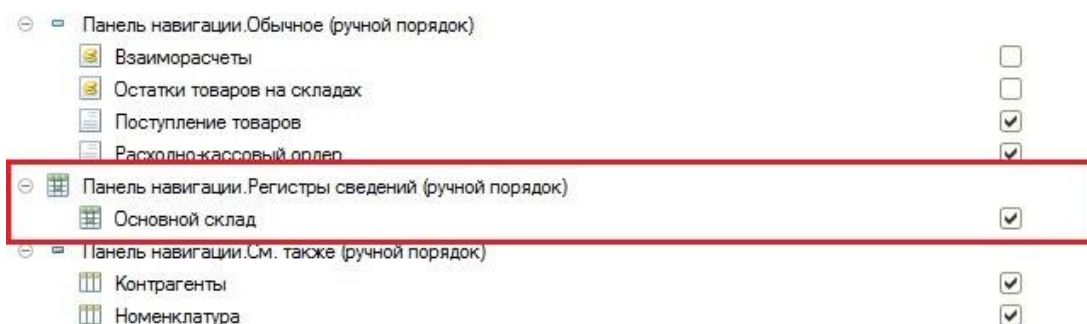 Панель навигации.Обычное (ручной порядок)
Взаиморасчеты
Остатки товаров на складах
Поступление товаров
Расходно-кассовый ордер
Панель навигации.Регистры сведений (ручной порядок)
Основной склад
Панель навигации.См. также (ручной порядок)
Контрагенты
Номенклатура